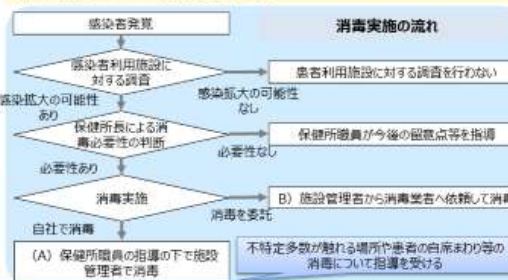 感染者発覚
消毒実施の流れ
感染者利用施設に
対する調査
患者利用施設に対する調査を行わない
感染拡大の可能性
あり
感染拡大の可能性
なし
保健所長による消
毒必要性の判断
保健所職員が今後の留意点等を指導
必要性あり
必要性なし
消毒実施
B）施設管理者から消毒業者へ依頼して消毒
自社で消毒
消毒を委託
（A）保健所職員の指導の下で施設
管理者で消毒
不特定多数が触れる場所や患者の自席まわり等の
消毒について指導を受ける